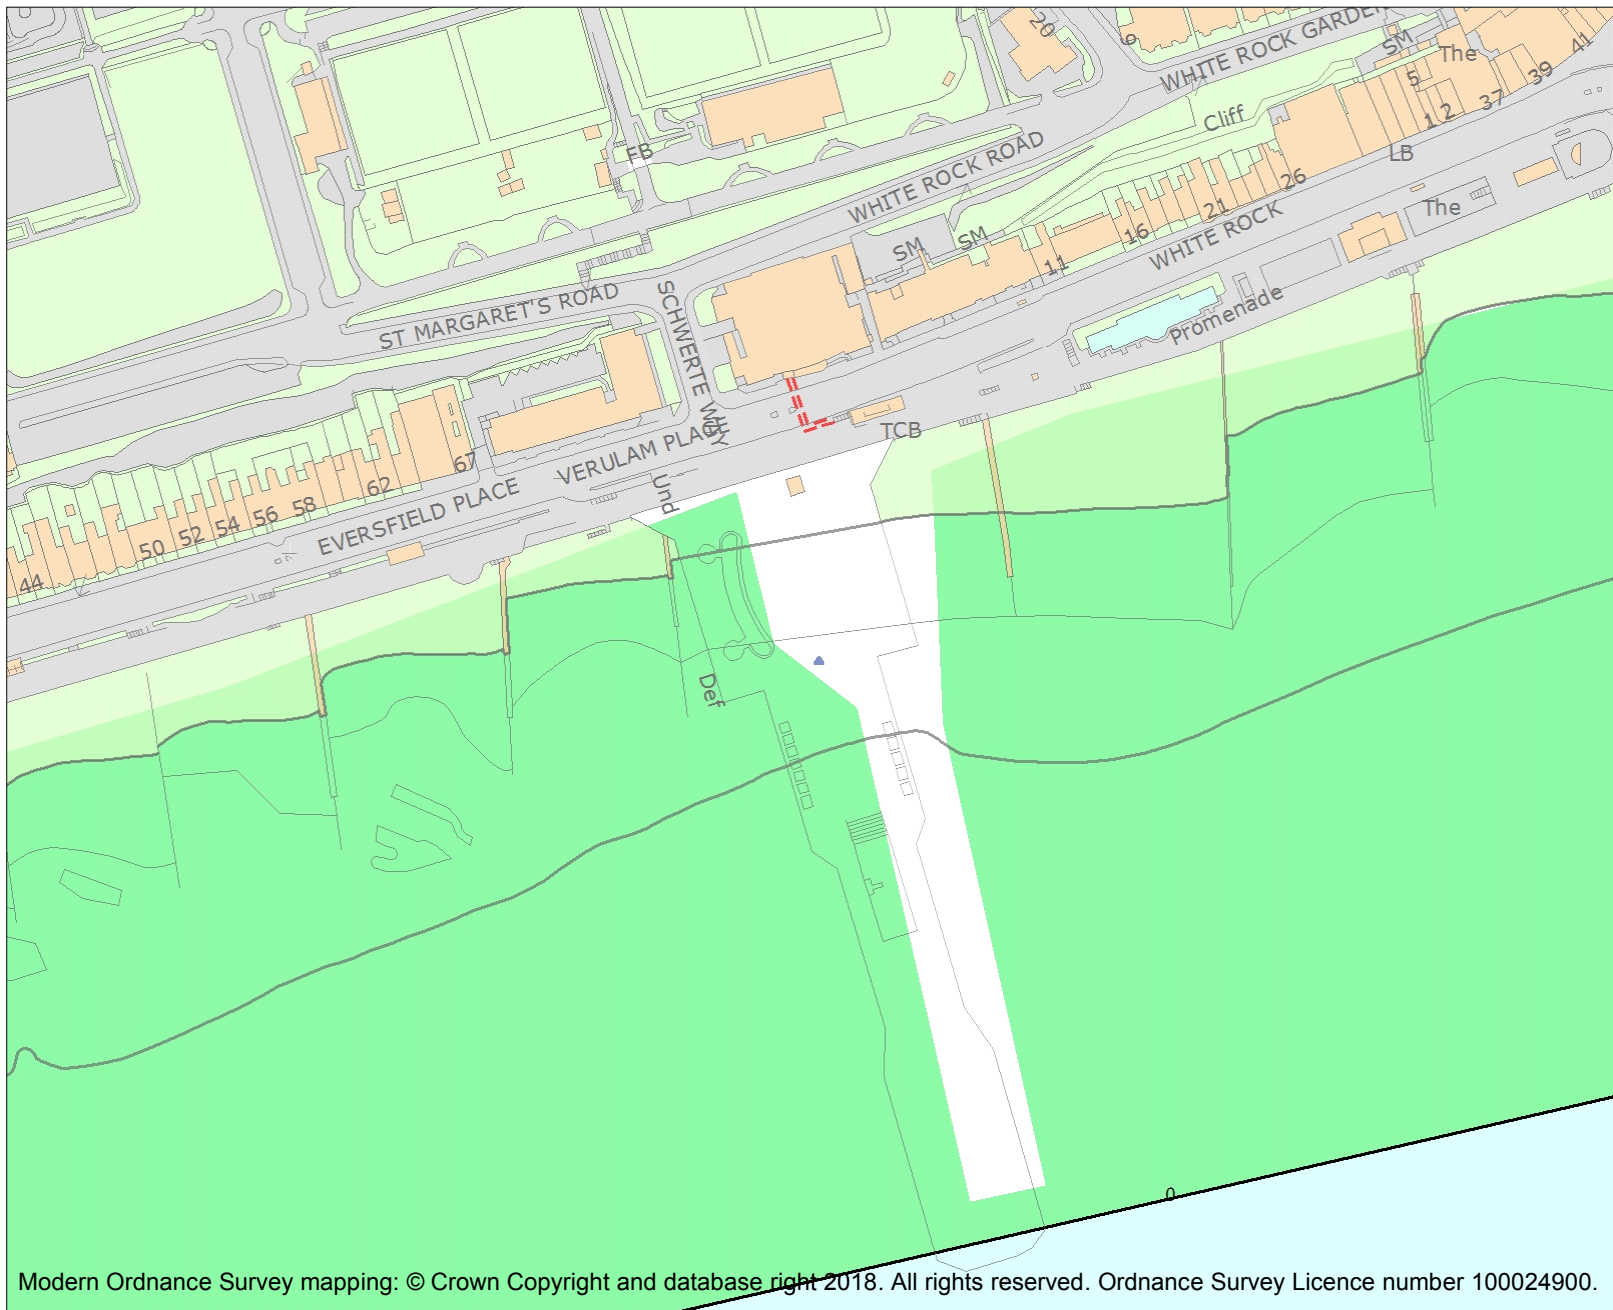 20
9
WHITE ROCK GARDENS
SM
The
41
39
37
5
2
1
LB
Cliff
FB
WHITE ROCK ROAD
26
21
16
11
The
WHITE ROCK
SM
SM
Promenade
ST MARGARET'S ROAD
SCHWERTE WAY
TCB
VERULAM PLACE
67
62
58
56
54
52
50
44
EVERSFIELD PLACE
Und
Def
0
Modern Ordnance Survey mapping: © Crown Copyright and database right 2018. All rights reserved. Ordnance Survey Licence number 100024900.